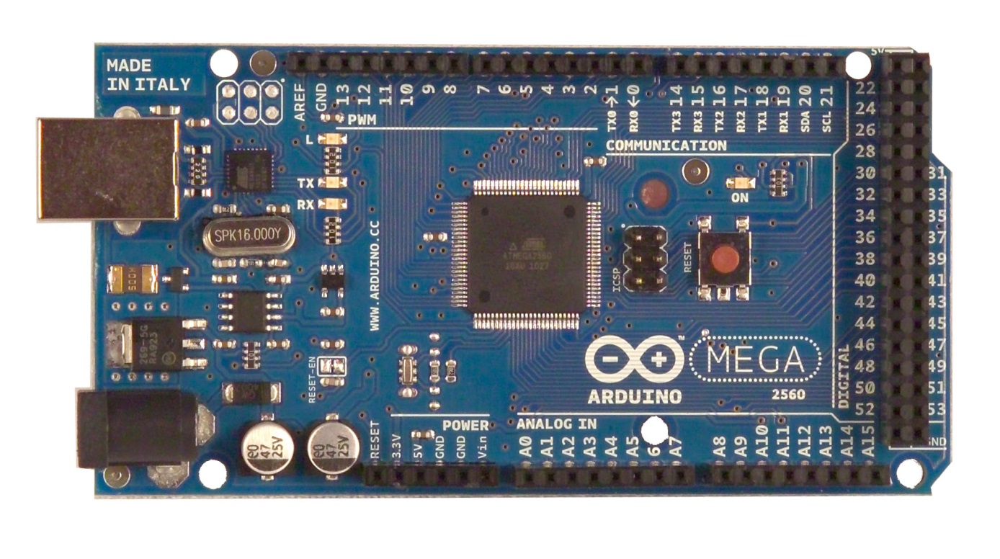 MADE
IN ITALY
AREF
GND
13
12
11
10
9
8
7
6
5
4
3
2
TX0→1
RX0←0
TX3 14
RX3 15
TX2 16
RX2 17
TX1 18
RX1 19
SDA 20
SCL 21
5V
PWM
COMMUNICATION
L
TX
RX
ON
22
24
26
28
30 31
32 33
34 35
36 37
38 39
40 41
42 43
44 45
46 47
48 49
50 51
52 53
GND
DIGITAL
SPK16.000Y
WWW.ARDUINO.CC
ATMEGA2560
16AU 1027
ICSP
RESET
269-5G
RA923
RESET-EN
ARDUINO
TM
MEGA
2560
POWER
RESET
3.3V
5V
GND
GND
Vin
ANALOG IN
A0
A1
A2
A3
A4
A5
6
A7
A8
A9
A10
A11
A12
A13
A14
A15
47
25V
47
25V